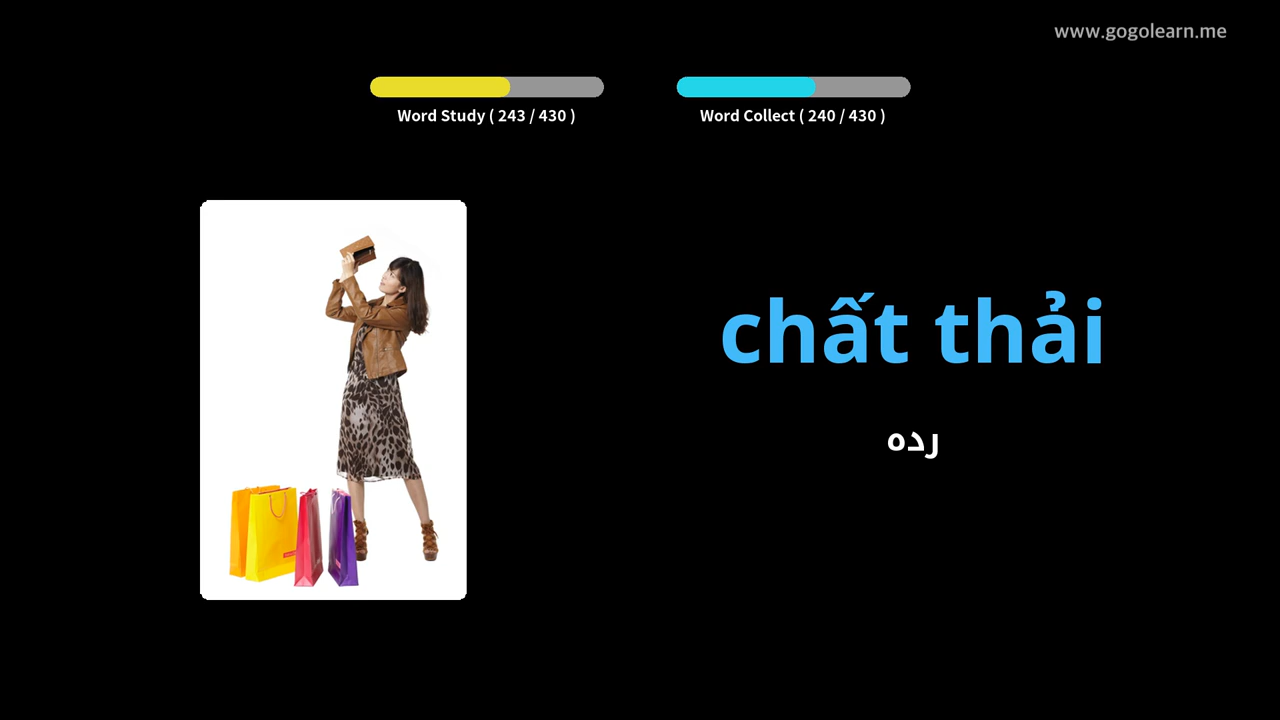 www.gogolearn.me
Word Study ( 243 / 430 )
Word Collect ( 240 / 430 )
chất thải
رده